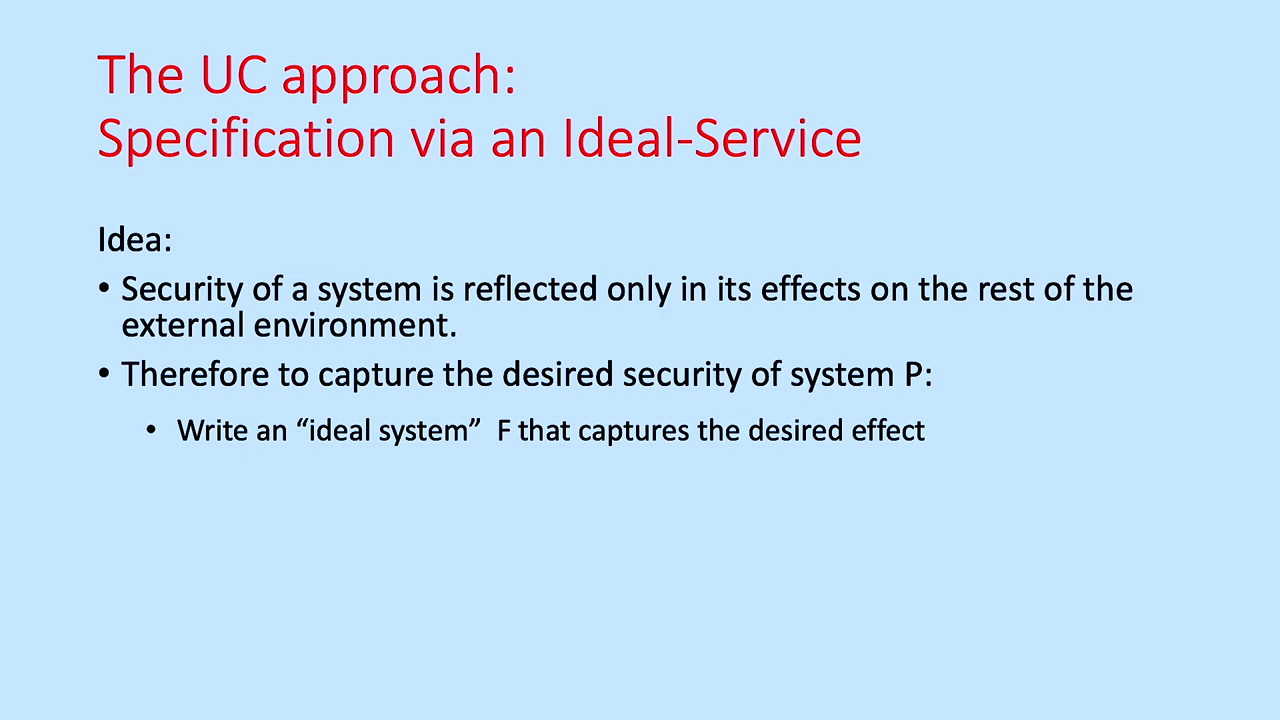 The UC approach:
Specification via an Ideal-Service
Idea:
• Security of a system is reflected only in its effects on the rest of the
external environment.
• Therefore to capture the desired security of system P:
• Write an “ideal system”  F that captures the desired effect